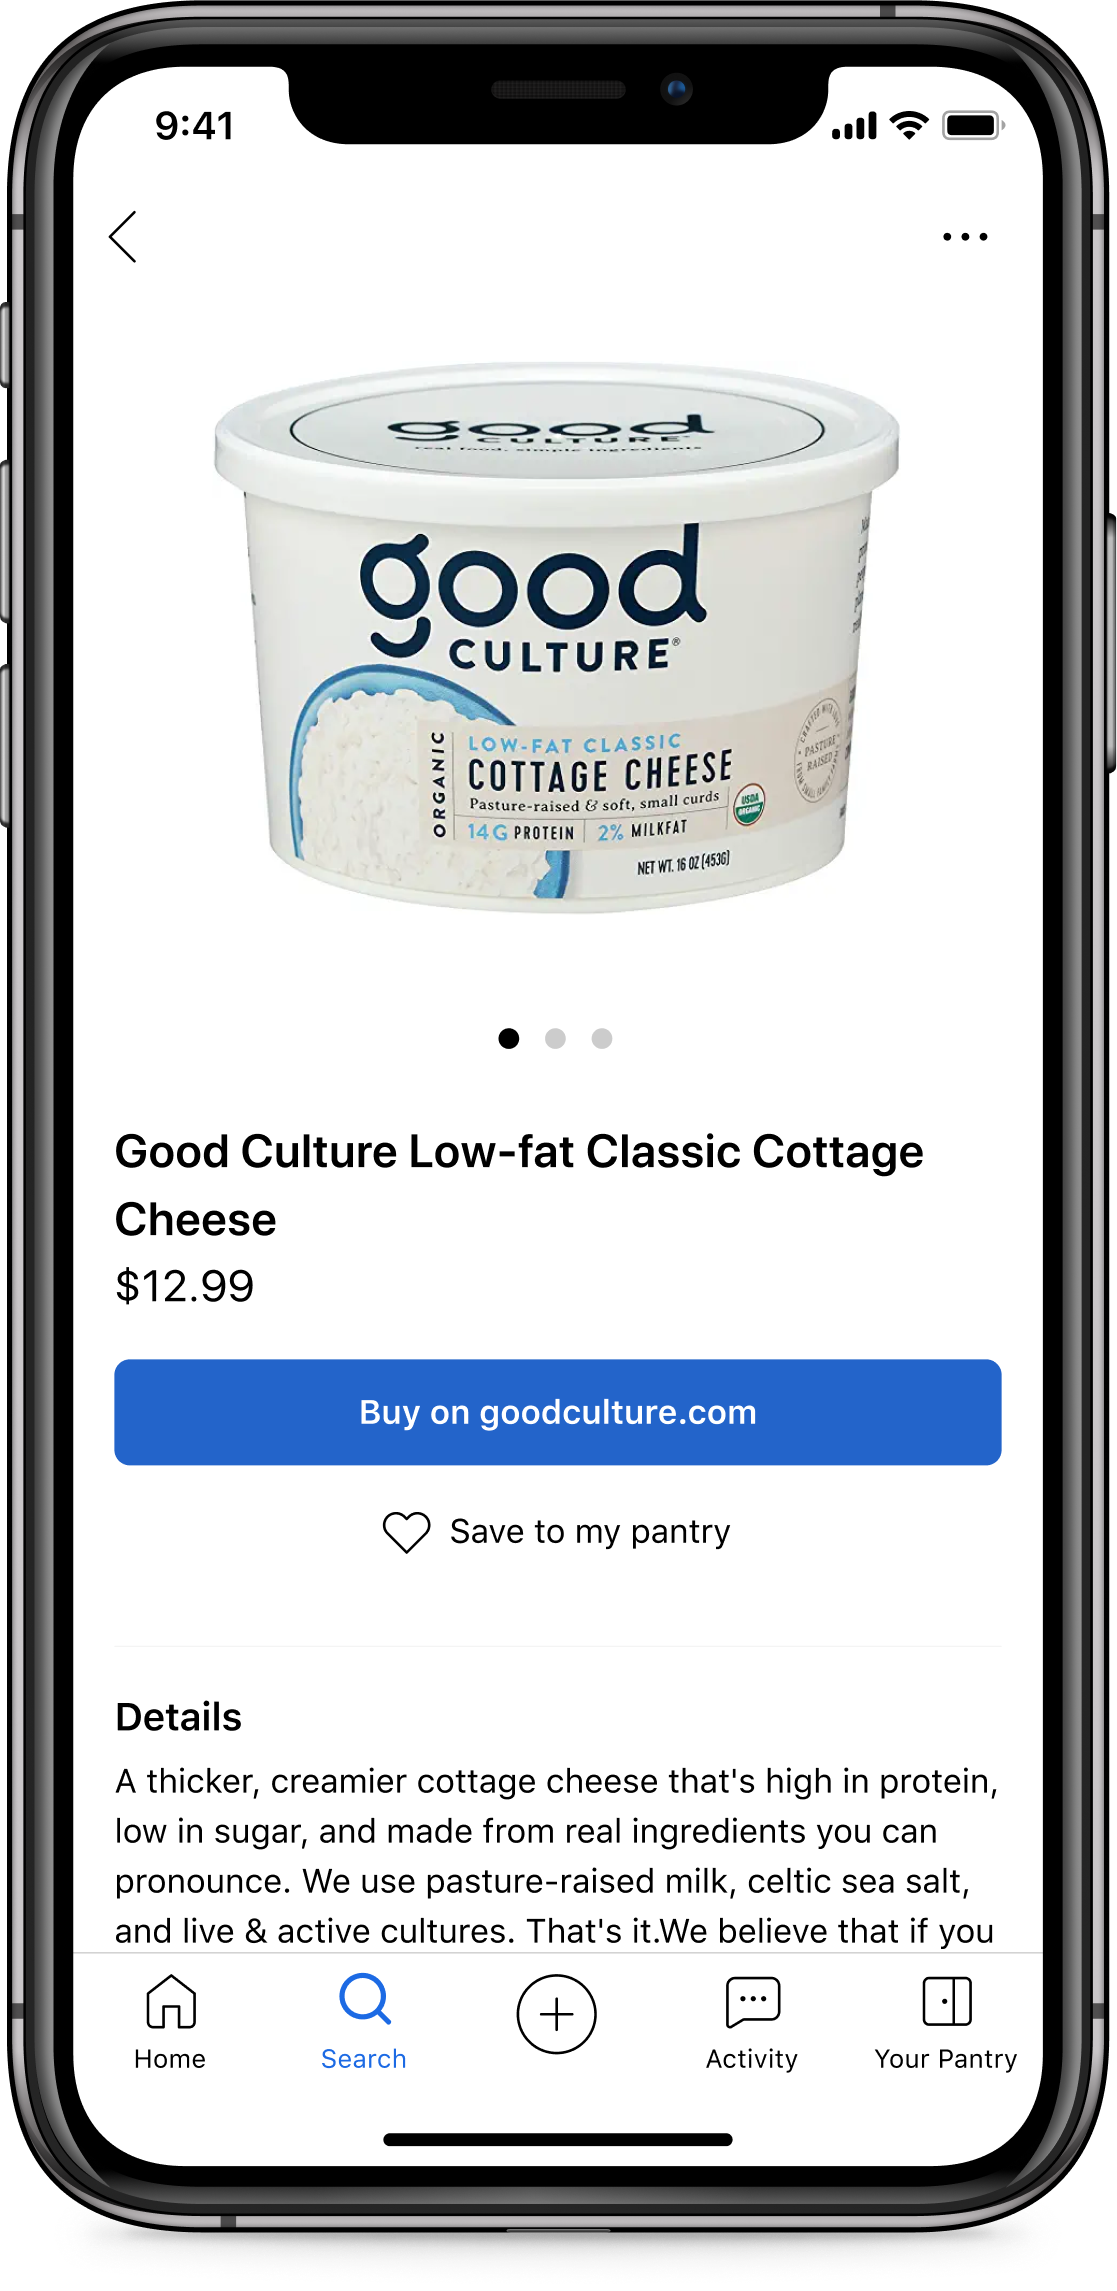 9:41
good
CULTURE
real food. simple ingredients
good
CULTURE®
ORGANIC
LOW-FAT CLASSIC
COTTAGE CHEESE
Pasture-raised & soft, small curds
14G PROTEIN 2% MILKFAT
USDA
ORGANIC
PASTURE
RAISED
NET WT. 16 OZ (453G)
Good Culture Low-fat Classic Cottage
Cheese
$12.99
Buy on goodculture.com
Save to my pantry
Details
A thicker, creamier cottage cheese that's high in protein,
low in sugar, and made from real ingredients you can
pronounce. We use pasture-raised milk, celtic sea salt,
and live & active cultures. That's it.We believe that if you
Home
Search
Activity
Your Pantry